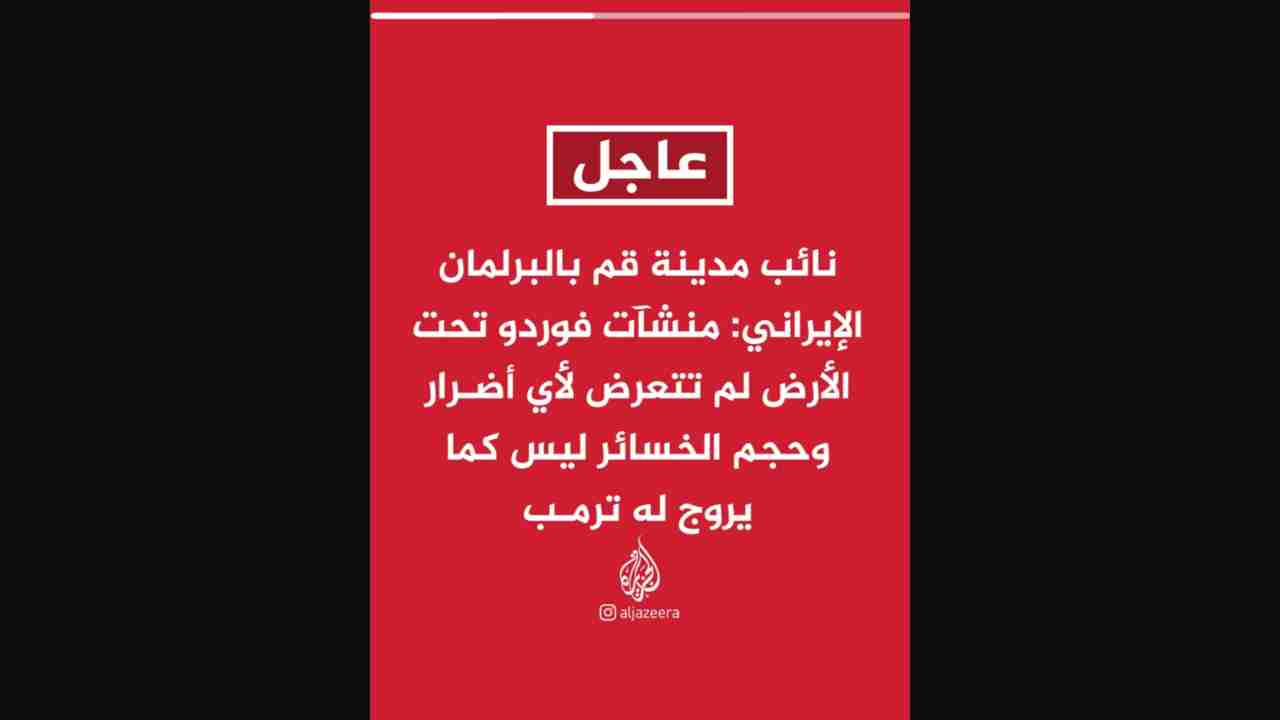 عاجل
نائب مدينة قم بالبرلمان
الإيراني: منشآت فوردو تحت
الأرض لم تتعرض لأي أضرار
وحجم الخسائر ليس كما
يروج له ترمب
الجزيرة
aljazeera